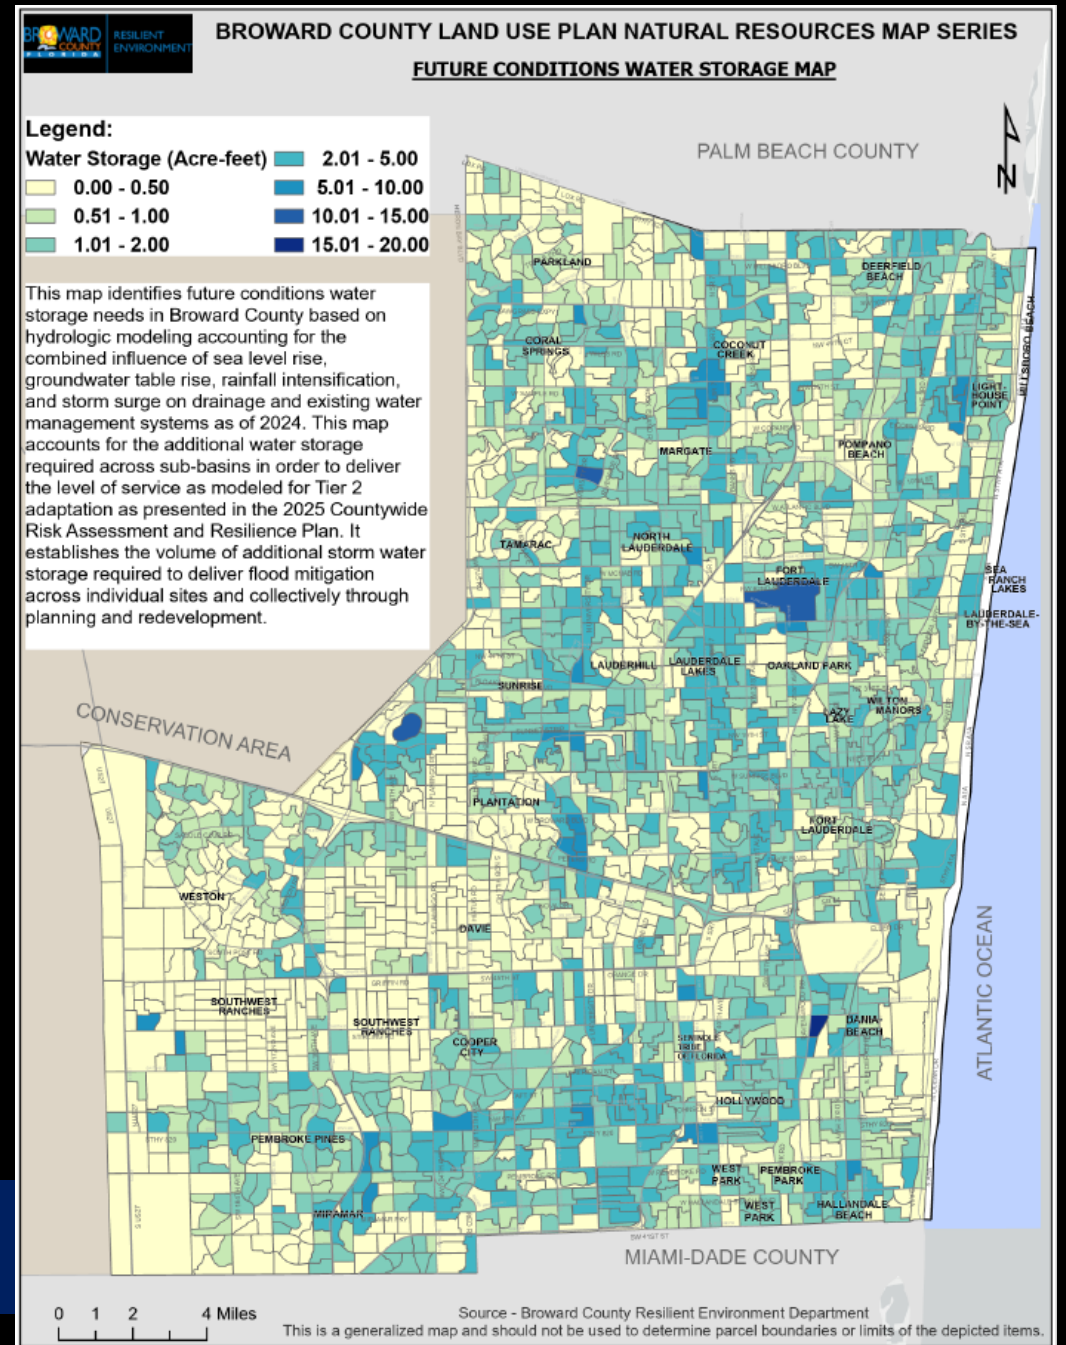 BROWARD
COUNTY
FLORIDA
RESILIENT
ENVIRONMENT
BROWARD COUNTY LAND USE PLAN NATURAL RESOURCES MAP SERIES
FUTURE CONDITIONS WATER STORAGE MAP
Legend:
Water Storage (Acre-feet)
0.00 - 0.50
0.51 - 1.00
1.01 - 2.00
2.01 - 5.00
5.01 - 10.00
10.01 - 15.00
15.01 - 20.00
This map identifies future conditions water
storage needs in Broward County based on
hydrologic modeling accounting for the
combined influence of sea level rise,
groundwater table rise, rainfall intensification,
and storm surge on drainage and existing water
management systems as of 2024. This map
accounts for the additional water storage
required across sub-basins in order to deliver
the level of service as modeled for Tier 2
adaptation as presented in the 2025 Countywide
Risk Assessment and Resilience Plan. It
establishes the volume of additional storm water
storage required to deliver flood mitigation
across individual sites and collectively through
planning and redevelopment.
PALM BEACH COUNTY
N
PARKLAND
DEERFIELD
BEACH
HILLSBORO BEACH
CORAL
SPRINGS
COCONUT
CREEK
LIGHT-
HOUSE
POINT
MARGATE
POMPANO
BEACH
TAMARAC
NORTH
LAUDERDALE
FORT
LAUDERDALE
SEA
RANCH
LAKES
LAUDERDALE-
BY-THE-SEA
LAUDERHILL
LAUDERDALE
LAKES
OAKLAND PARK
SUNRISE
WILTON
MANORS
LAZY
LAKE
CONSERVATION AREA
PLANTATION
FORT
LAUDERDALE
WESTON
DAVIE
SOUTHWEST
RANCHES
SOUTHWEST
RANCHES
GRIFFIN RD
ORANGE DR
COOPER
CITY
SEMINOLE
TRIBE
OF FLORIDA
DANIA
BEACH
ATLANTIC OCEAN
HOLLYWOOD
PEMBROKE PINES
WEST
PARK
PEMBROKE
PARK
MIRAMAR
WEST
PARK
HALLANDALE
BEACH
SW 41ST ST
MIAMI-DADE COUNTY
0 1 2 4 Miles
Source - Broward County Resilient Environment Department
This is a generalized map and should not be used to determine parcel boundaries or limits of the depicted items.